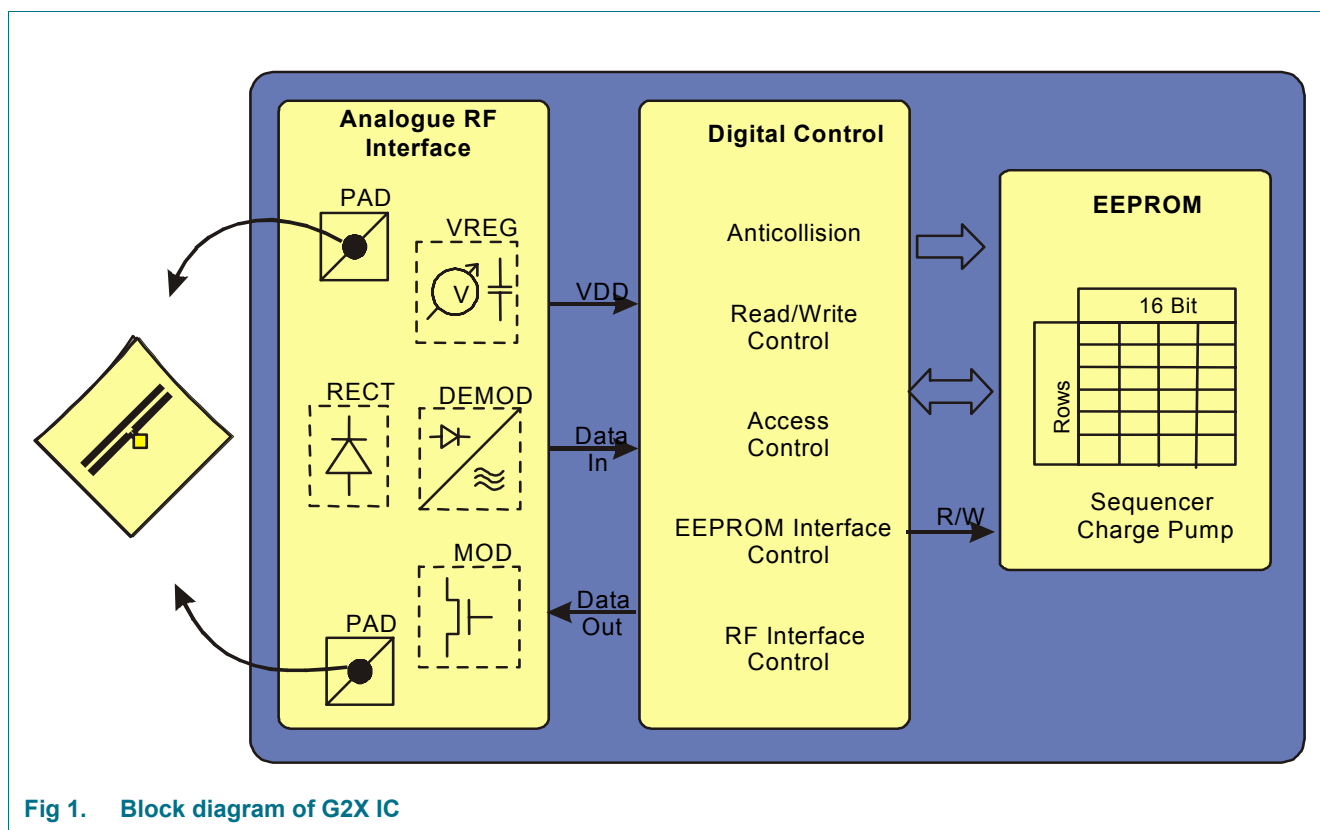 Analogue RF
Interface
PAD
VREG
V
RECT
DEMOD
MOD
PAD
VDD
Data
In
Data
Out
Digital Control
Anticollision
Read/Write
Control
Access
Control
EEPROM Interface
Control
RF Interface
Control
R/W
EEPROM
16 Bit
Rows
Sequencer
Charge Pump
Fig 1. Block diagram of G2X IC